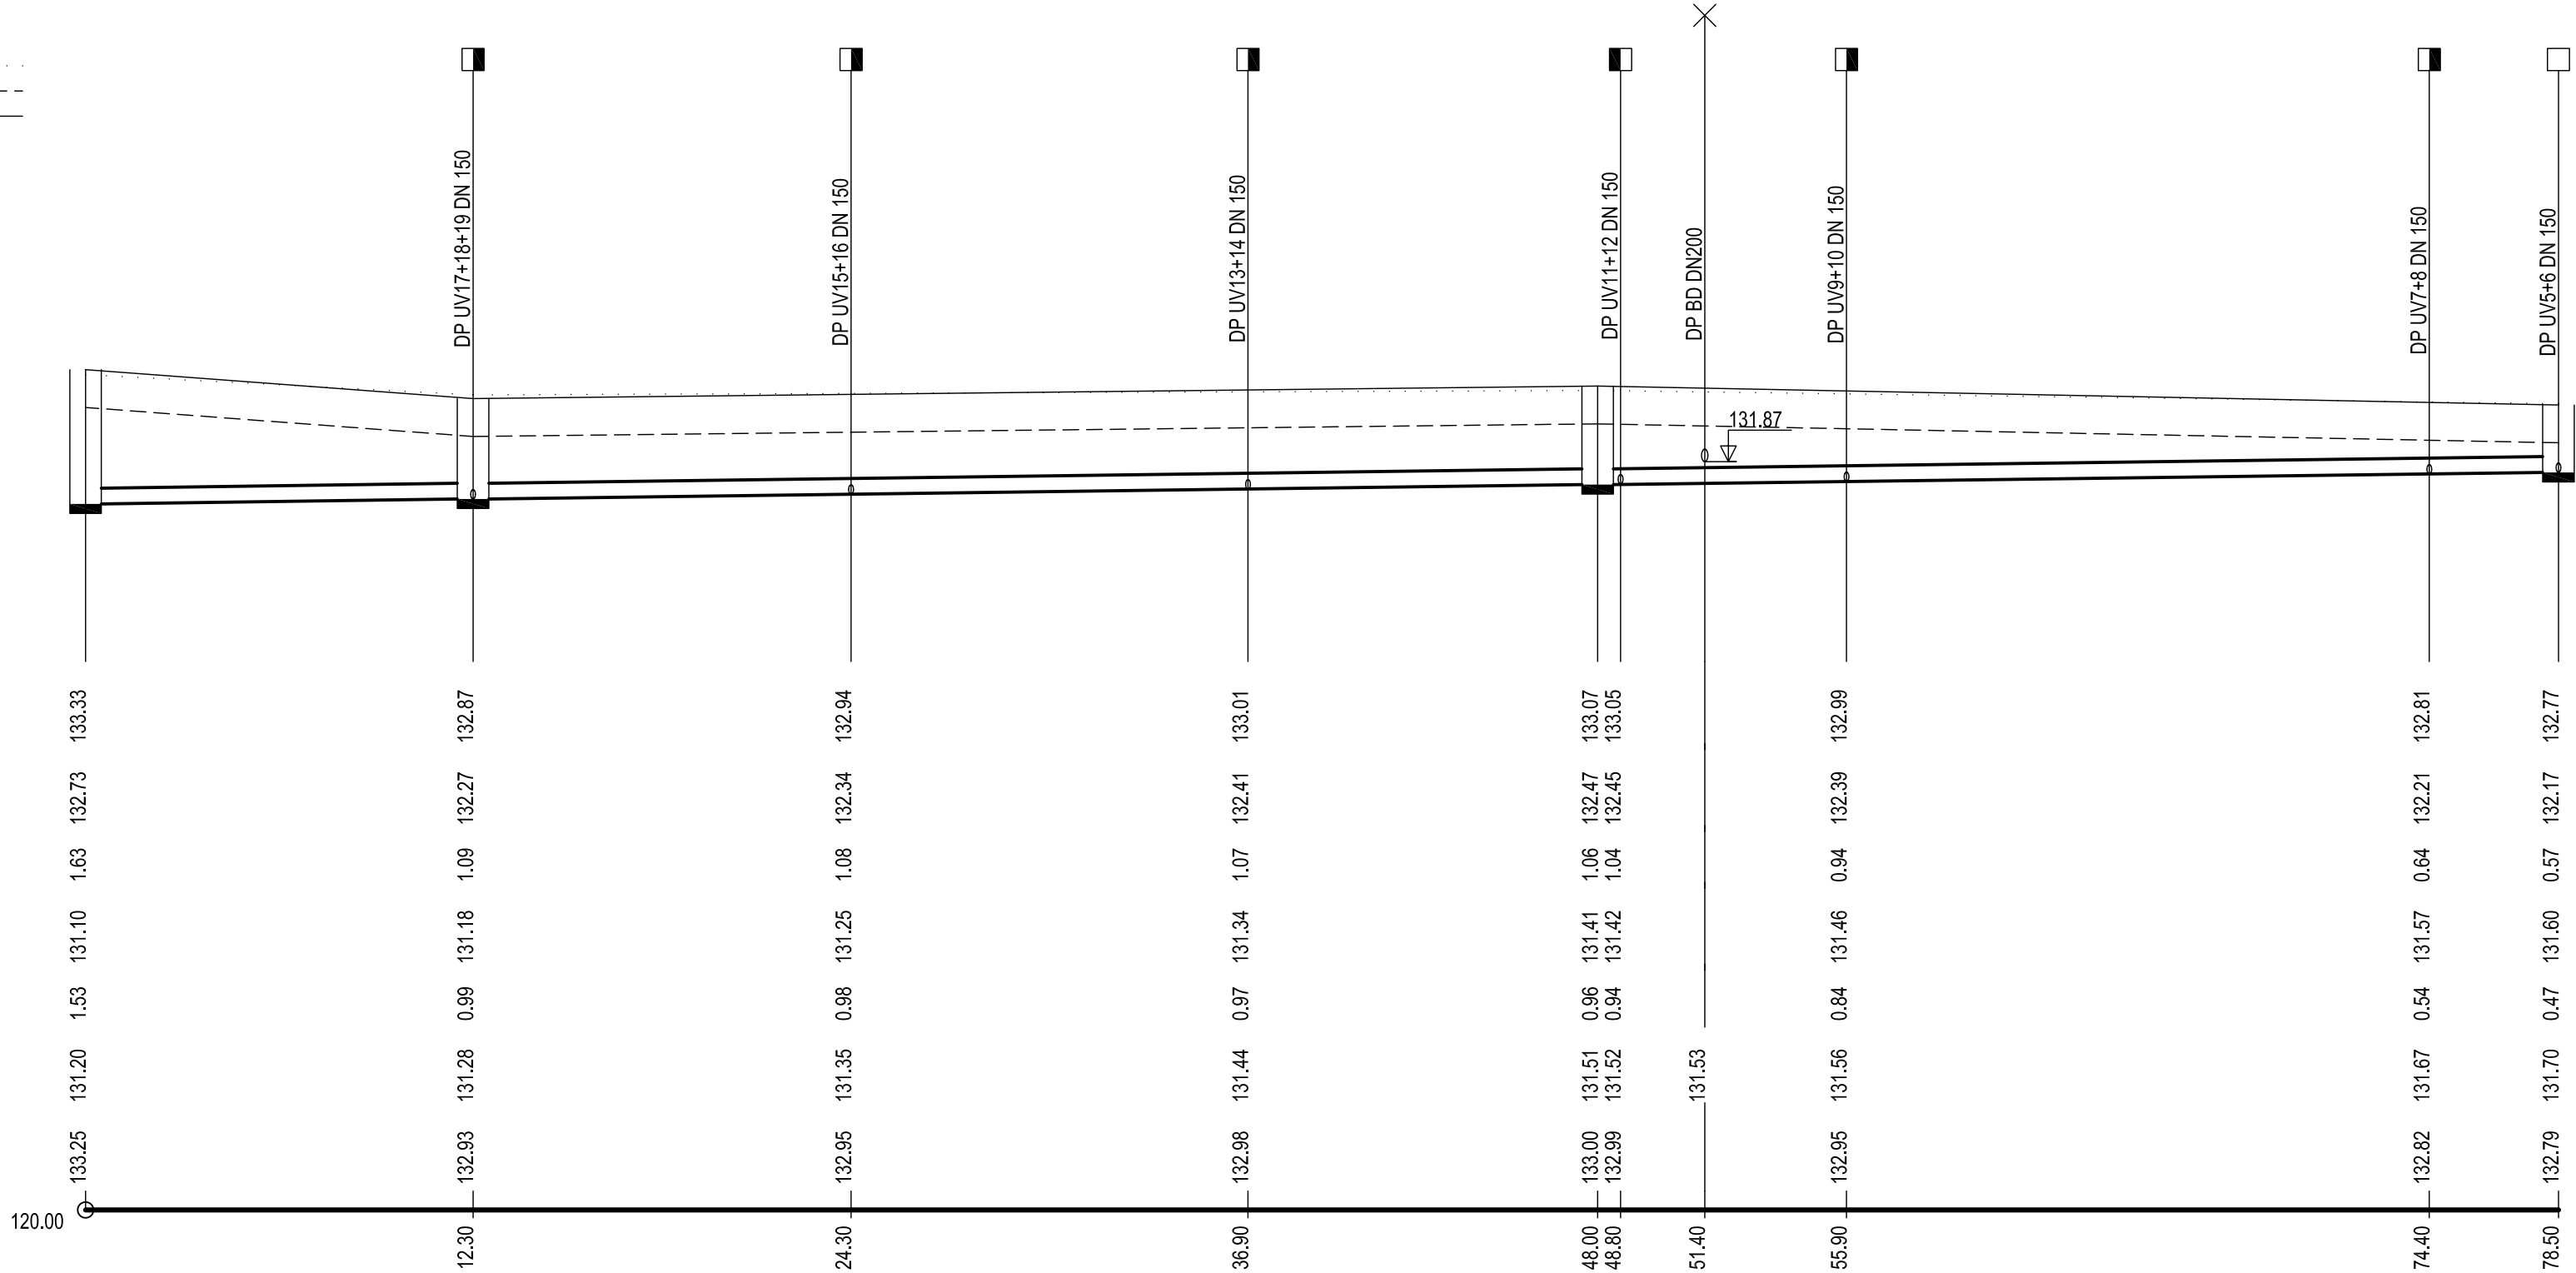 DP UV17+18+19 DN 150
DP UV15+16 DN 150
DP UV13+14 DN 150
DP UV11+12 DN 150
DP BD DN200
DP UV9+10 DN 150
DP UV7+8 DN 150
DP UV5+6 DN 150
131.87
133.33 132.87 132.94 133.01 133.07 133.05 132.99 132.81 132.77
132.73 132.27 132.34 132.41 132.47 132.45 132.39 132.21 132.17
1.63 1.09 1.08 1.07 1.06 1.04 0.94 0.64 0.57
131.10 131.18 131.25 131.34 131.41 131.42 131.46 131.57 131.60
1.53 0.99 0.98 0.97 0.96 0.94 0.84 0.54 0.47
131.20 131.28 131.35 131.44 131.51 131.52 131.53 131.56 131.67 131.70
133.25 132.93 132.95 132.98 133.00 132.99 132.95 132.82 132.79
120.00
12.30 24.30 36.90 48.00 48.80 51.40 55.90 74.40 78.50